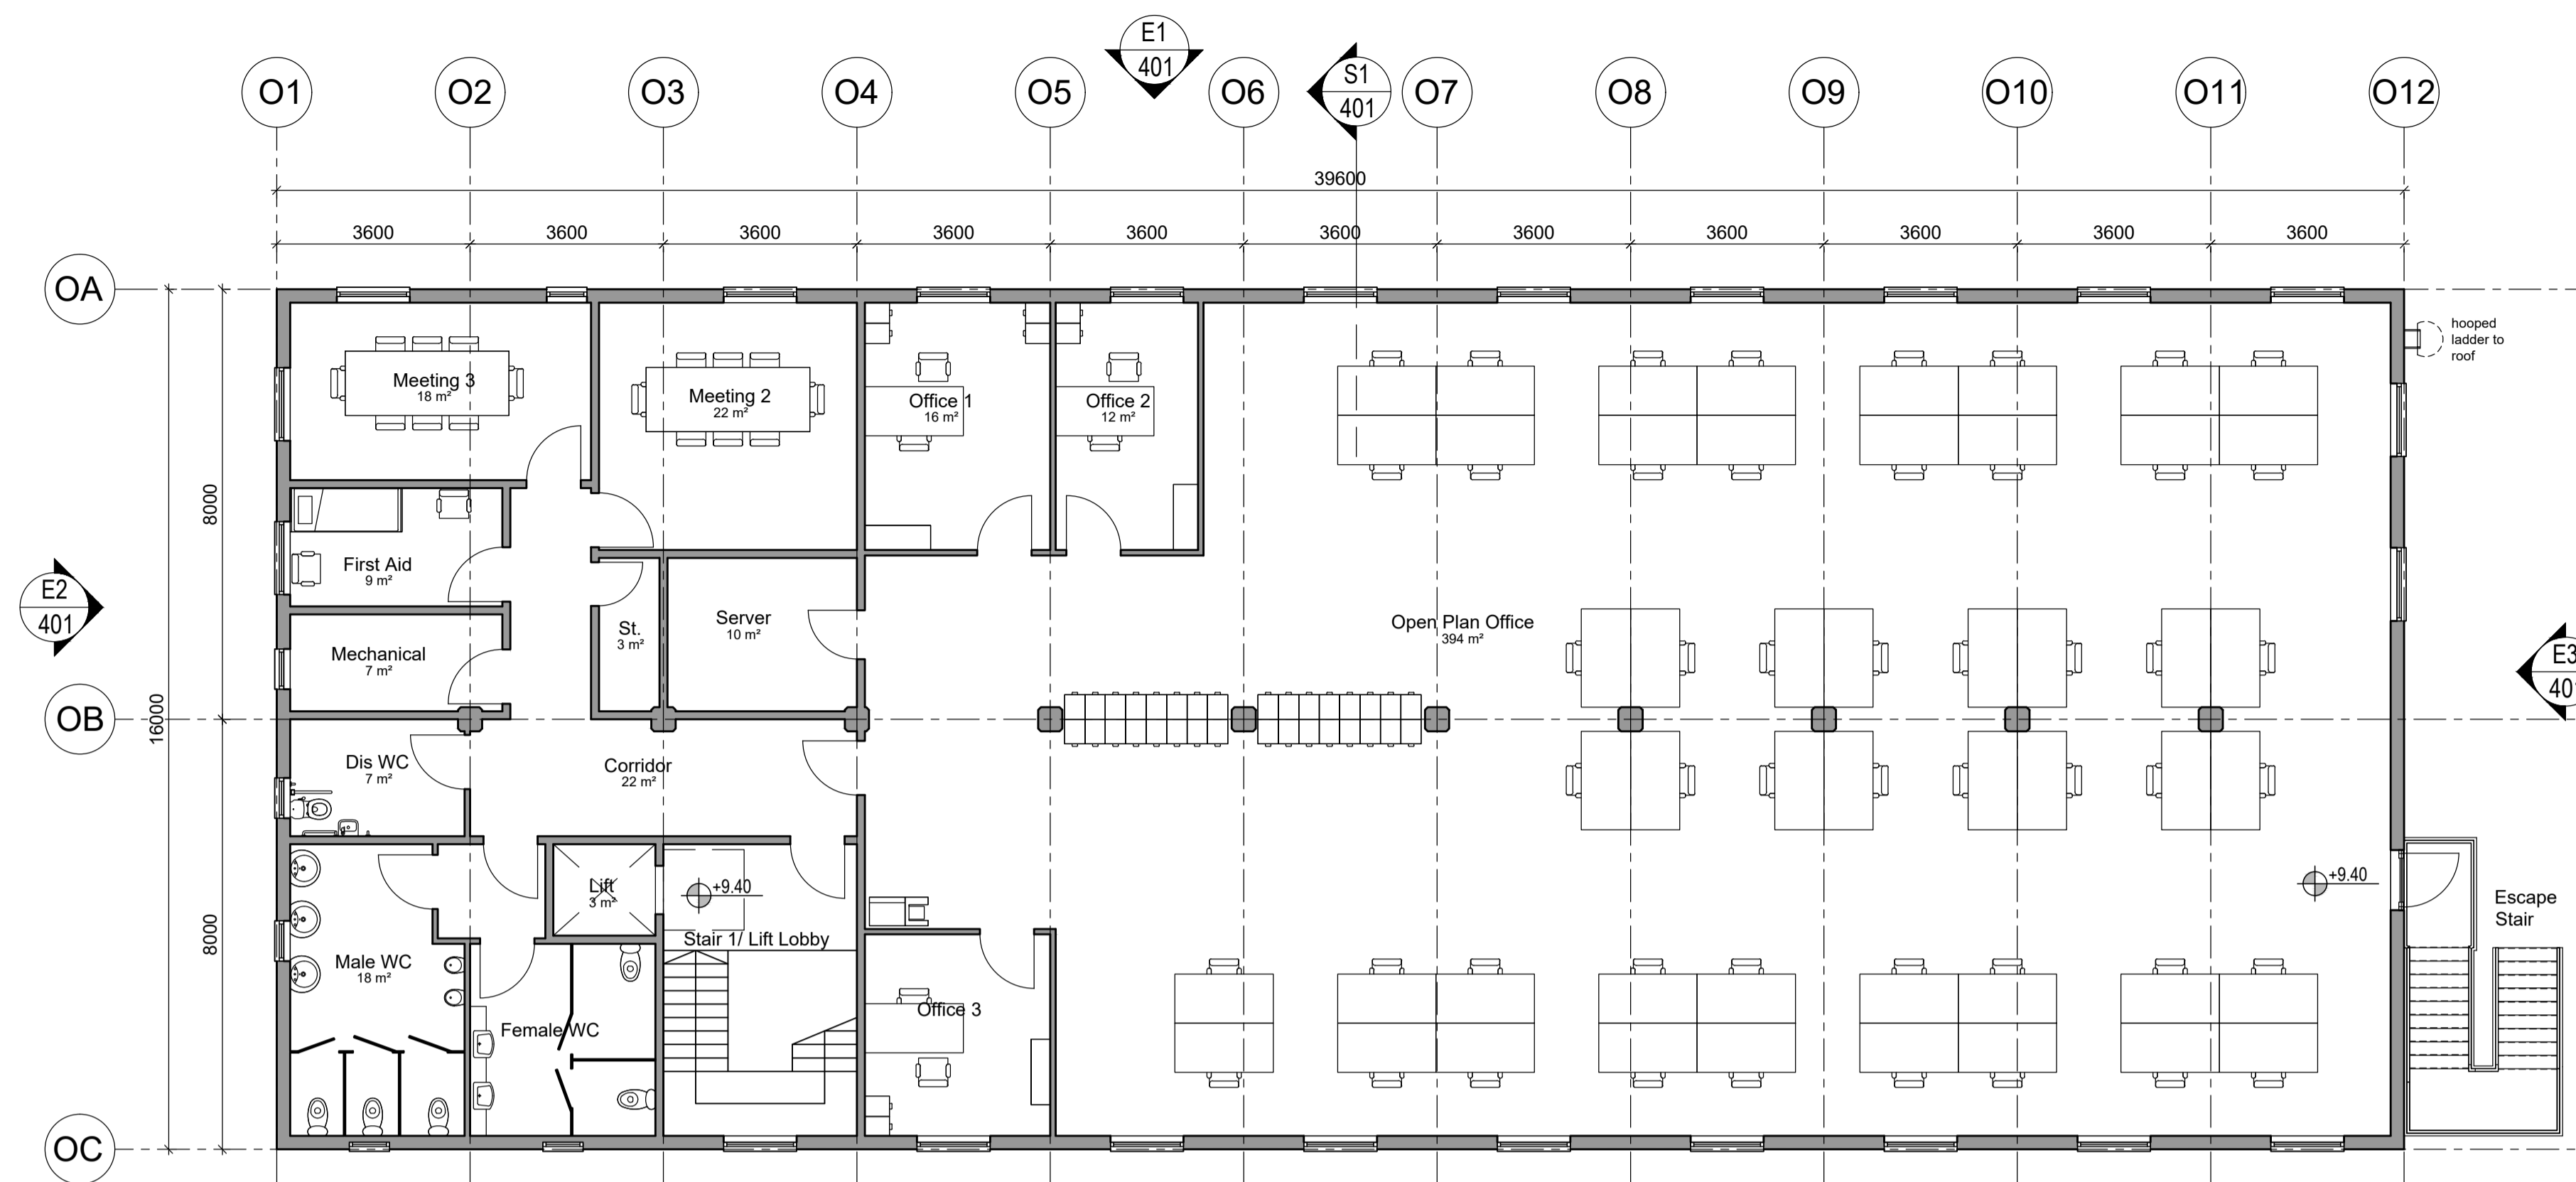 E1
401
S1
401
O1
O2
O3
O4
O5
O6
O7
O8
O9
O10
O11
O12
39600
3600
3600
3600
3600
3600
3600
3600
3600
3600
3600
3600
OA
OB
OC
8000
16000
8000
E2
401
hooped
ladder to
roof
Meeting 3
18 m²
Meeting 2
22 m²
Office 1
16 m²
Office 2
12 m²
First Aid
9 m²
Mechanical
7 m²
St.
3 m²
Server
10 m²
Open Plan Office
394 m²
E3
Dis WC
7 m²
Corridor
22 m²
Lift
3 m²
+9.40
+9.40
Escape
Stair
Stair 1/ Lift Lobby
Male WC
18 m²
Female WC
Office 3